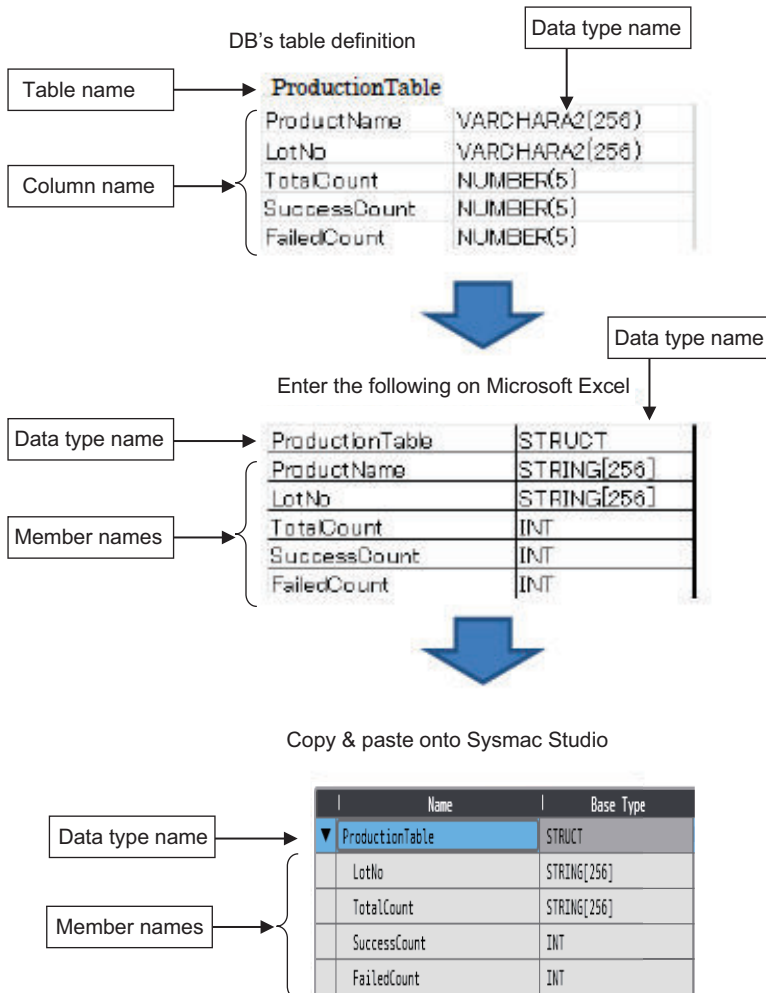 Data type name
DB's table definition
Table name
ProductionTable
ProductName VARCHARA2(256)
LotNo VARCHARA2(256)
Column name
TotalCount NUMBER(5)
SuccessCount NUMBER(5)
FailedCount NUMBER(5)
Data type name
Enter the following on Microsoft Excel
Data type name
ProductionTable STRUCT
ProductName STRING[256]
LotNo STRING[256]
Member names
TotalCount INT
SuccessCount INT
FailedCount INT
Copy & paste onto Sysmac Studio
Name Base Type
Data type name
▼ ProductionTable STRUCT
LotNo STRING[256]
TotalCount STRING[256]
Member names
SuccessCount INT
FailedCount INT